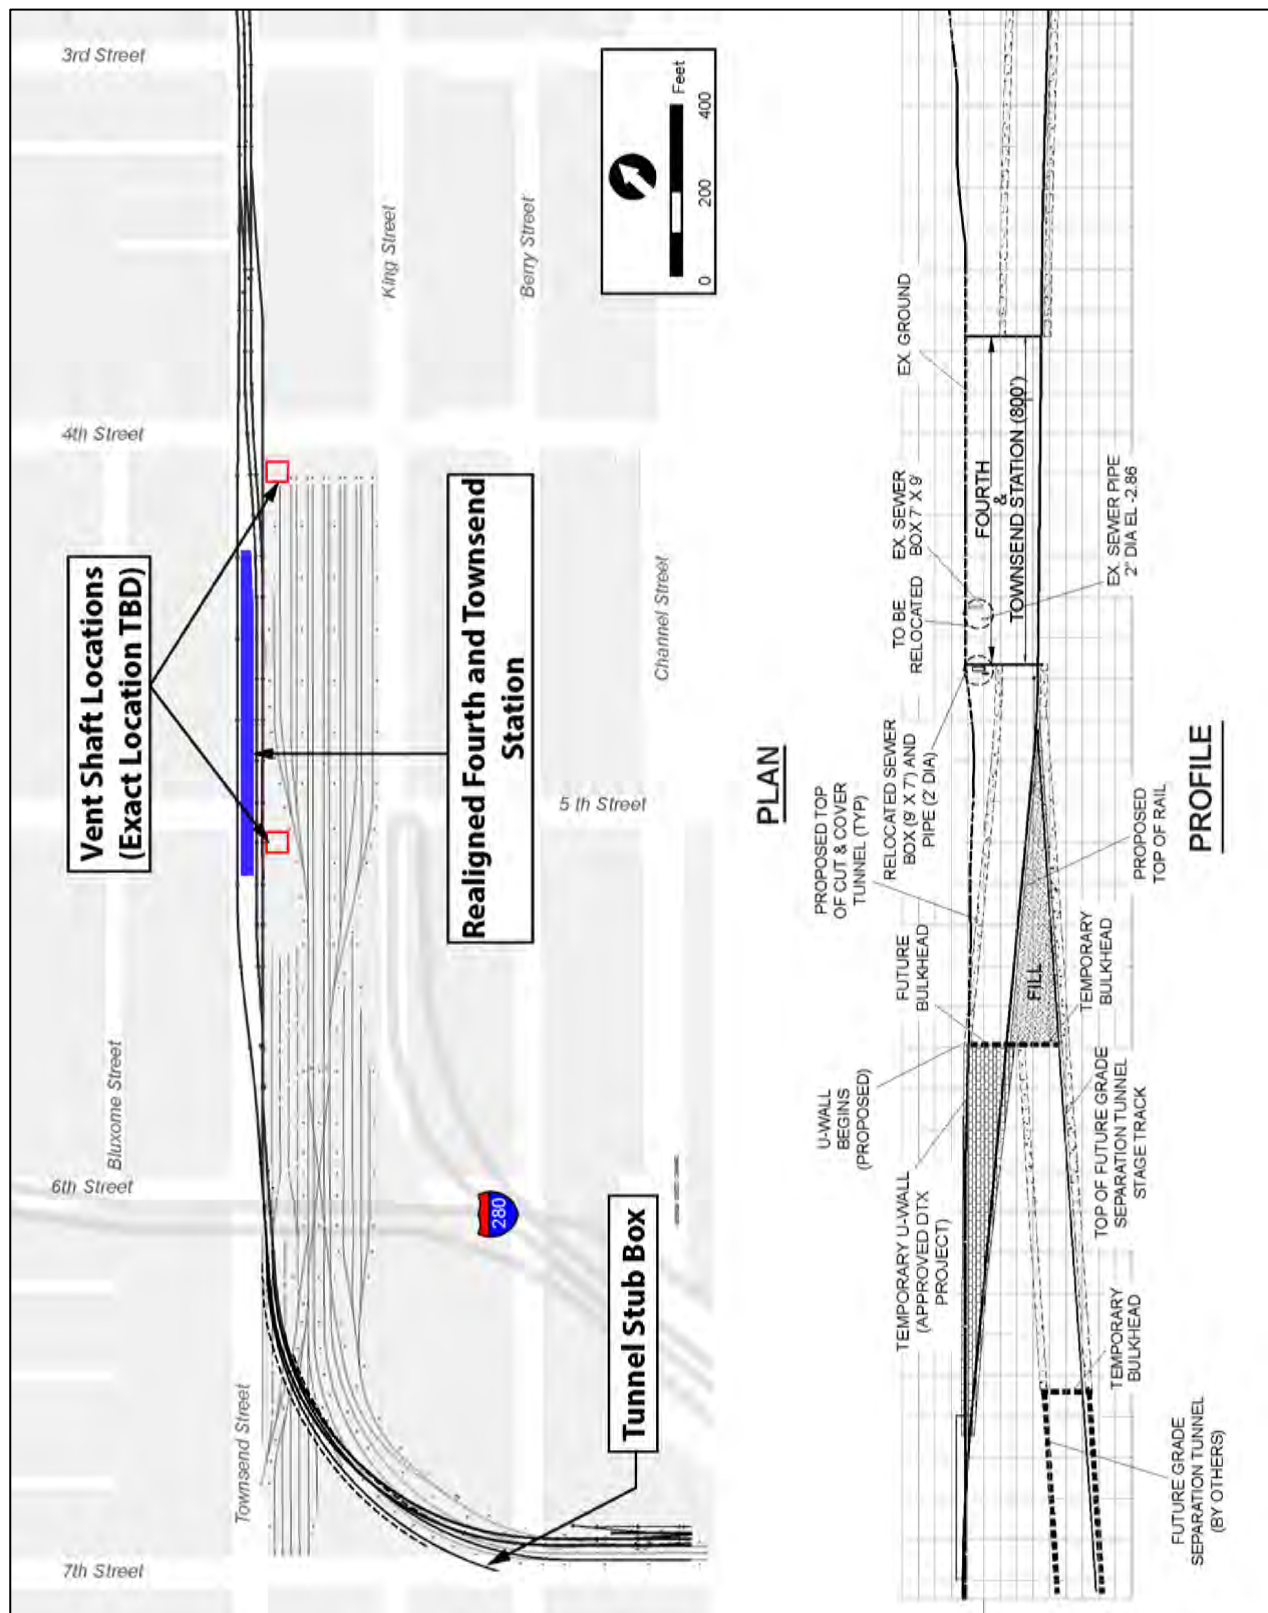 3rd Street
4th Street
Bluxome Street
6th Street
Townsend Street
7th Street
King Street
Berry Street
Channel Street
5 th Street
280
Feet
0
200
400
Vent Shaft Locations
(Exact Location TBD)
Realigned Fourth and Townsend
Station
Tunnel Stub Box
PLAN
EX. GROUND
EX. SEWER
BOX 7' X 9'
TO BE
RELOCATED
FOURTH
&
TOWNSEND STATION (800')
EX. SEWER PIPE
2" DIA EL -2.86
RELOCATED SEWER
BOX (9' X 7') AND
PIPE (2' DIA)
PROPOSED TOP
OF CUT & COVER
TUNNEL (TYP)
FUTURE
BULKHEAD
U-WALL
BEGINS
(PROPOSED)
TEMPORARY U-WALL
(APPROVED DTX
PROJECT)
FILL
PROPOSED
TOP OF RAIL
TEMPORARY
BULKHEAD
TOP OF FUTURE GRADE
SEPARATION TUNNEL
STAGE TRACK
TEMPORARY
BULKHEAD
FUTURE GRADE
SEPARATION TUNNEL
(BY OTHERS)
PROFILE